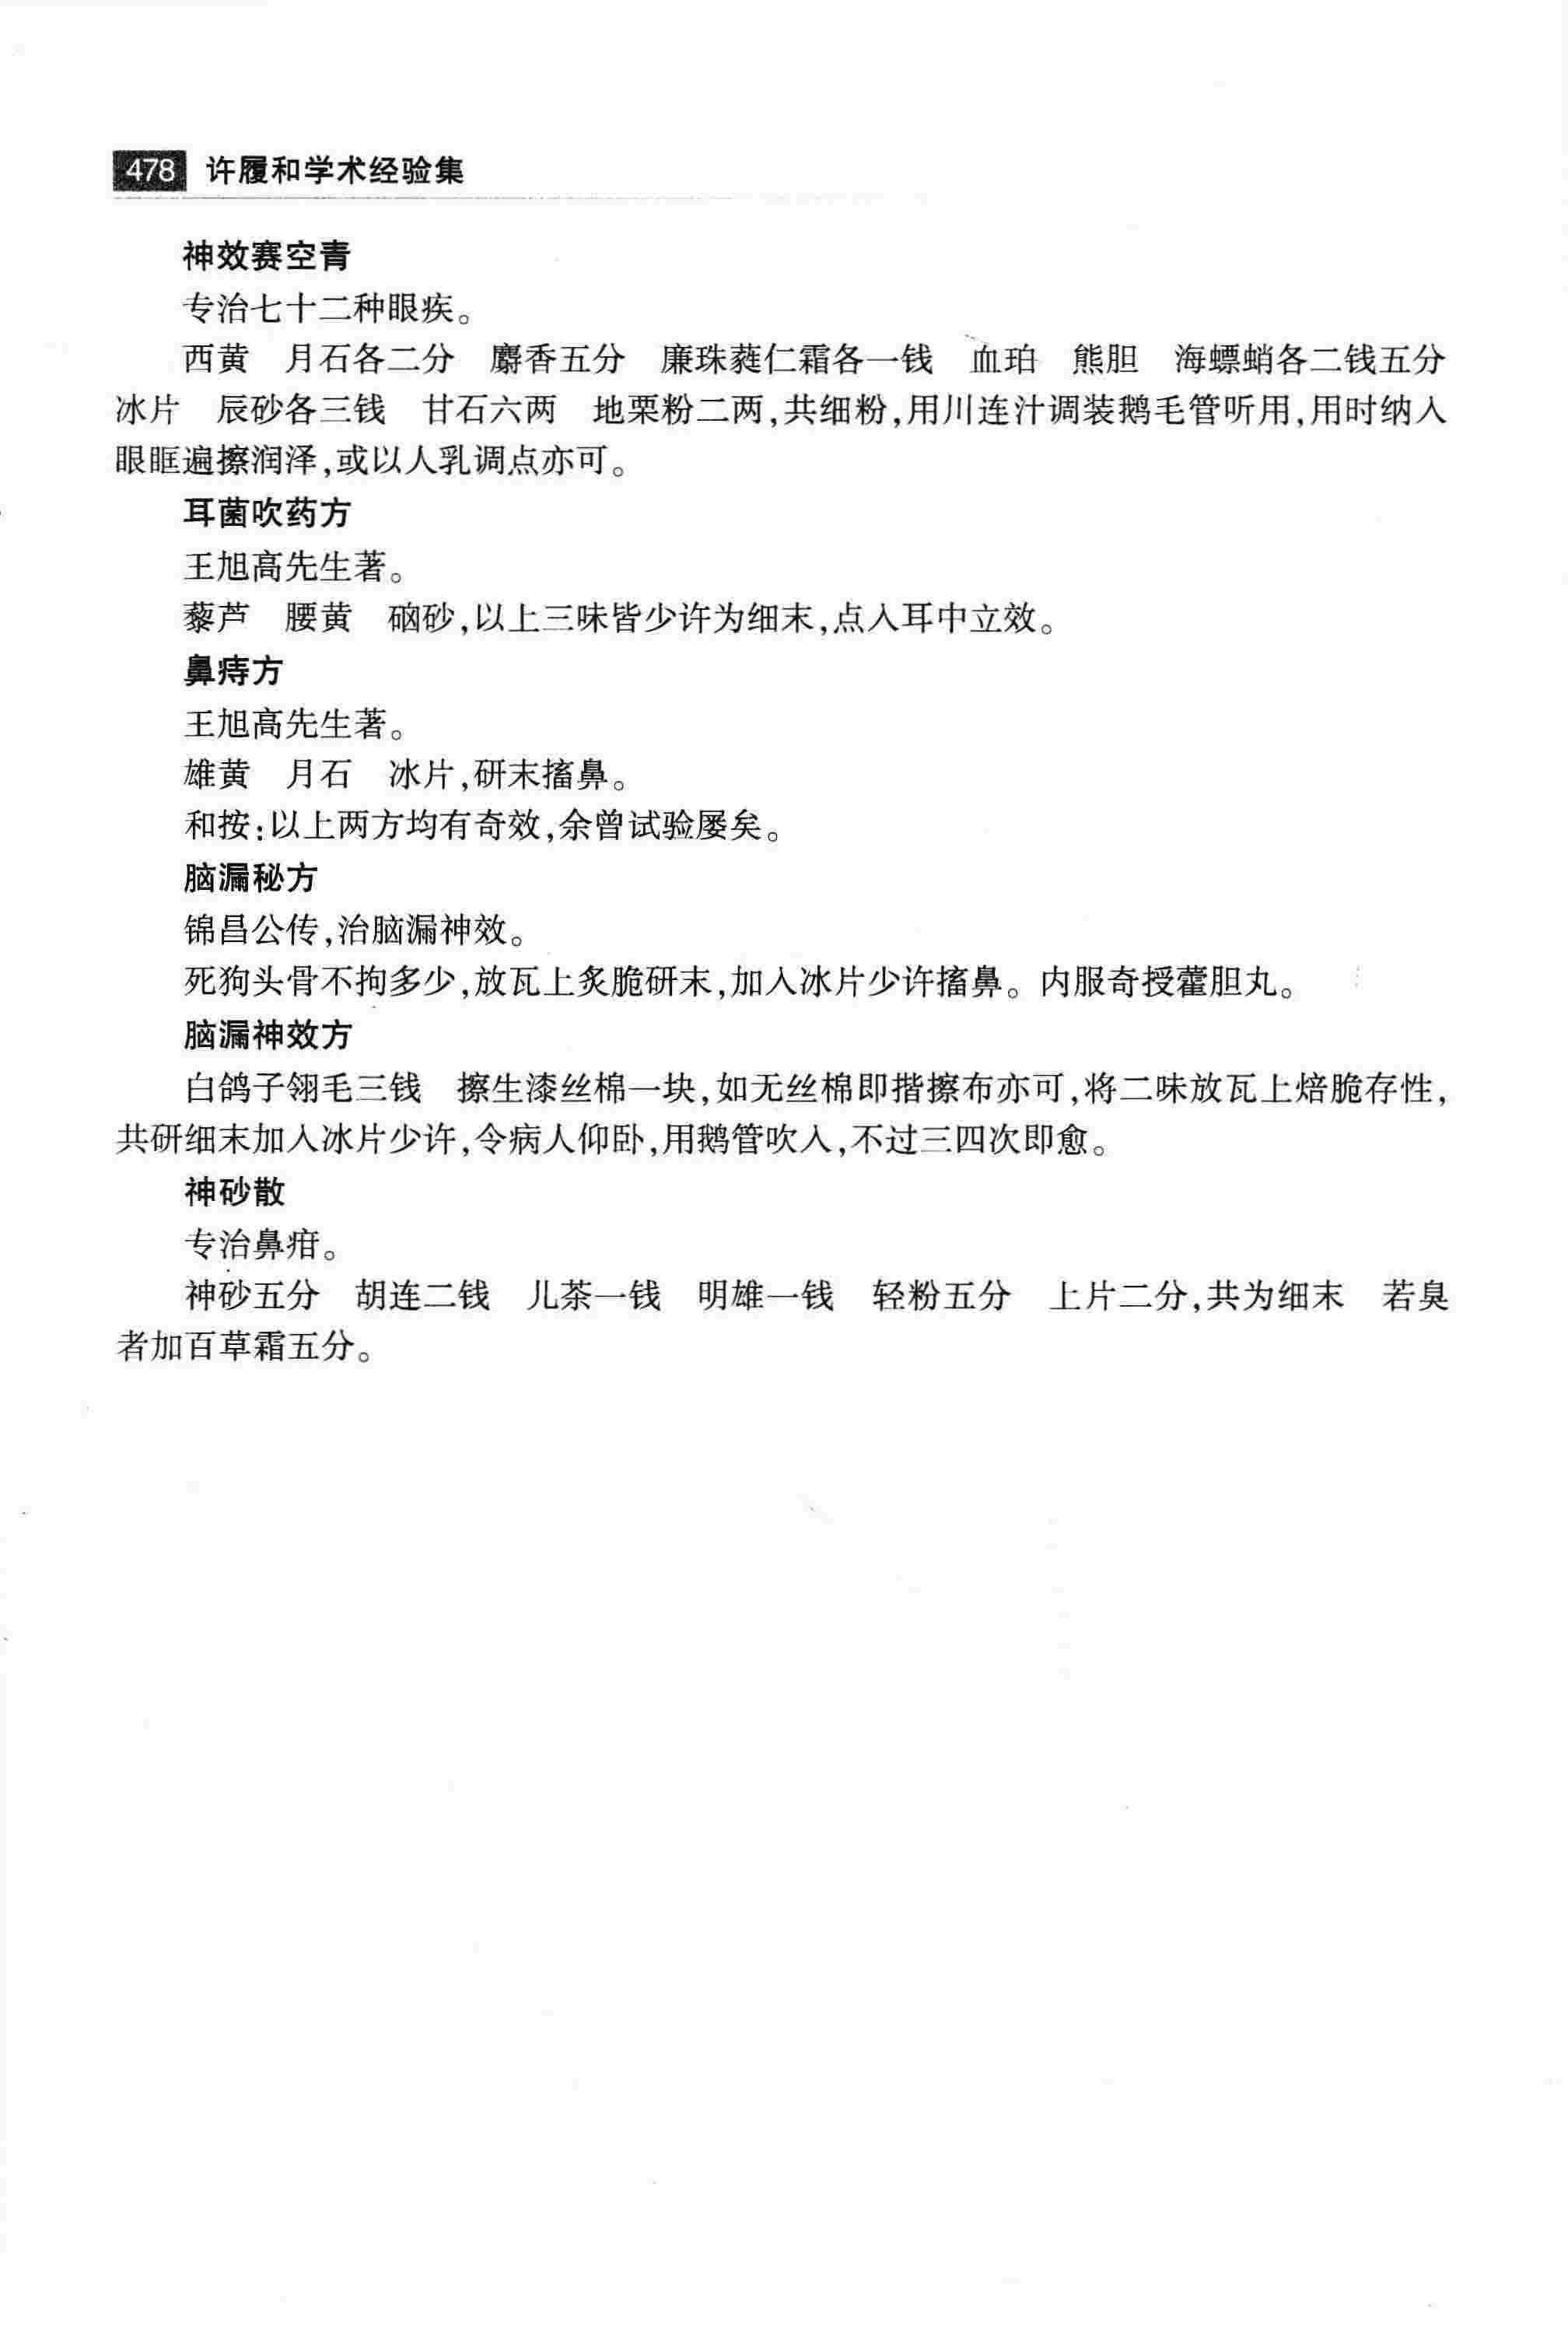 478 许履和学术经验集
神效赛空青
专治七十二种眼疾。
西黄　月石各二分　麝香五分　廉珠蕤仁霜各一钱　血珀　熊胆　海螵蛸各二钱五分
冰片　辰砂各三钱　甘石六两　地栗粉二两,共细粉,用川连汁调装鹅毛管听用,用时纳入
眼眶遍擦润泽,或以人乳调点亦可。
耳菌吹药方
王旭高先生著。
藜芦　腰黄　硇砂,以上三味皆少许为细末,点入耳中立效。
鼻痔方
王旭高先生著。
雄黄　月石　冰片,研末搐鼻。
和按:以上两方均有奇效,余曾试验屡矣。
脑漏秘方
锦昌公传,治脑漏神效。
死狗头骨不拘多少,放瓦上炙脆研末,加入冰片少许搐鼻。内服奇授藿胆丸。
脑漏神效方
白鸽子翎毛三钱　擦生漆丝棉一块,如无丝棉即揩擦布亦可,将二味放瓦上焙脆存性,
共研细末加入冰片少许,令病人仰卧,用鹅管吹入,不过三四次即愈。
神砂散
专治鼻疳。
神砂五分　胡连二钱　儿茶一钱　明雄一钱　轻粉五分　上片二分,共为细末　若臭
者加百草霜五分。